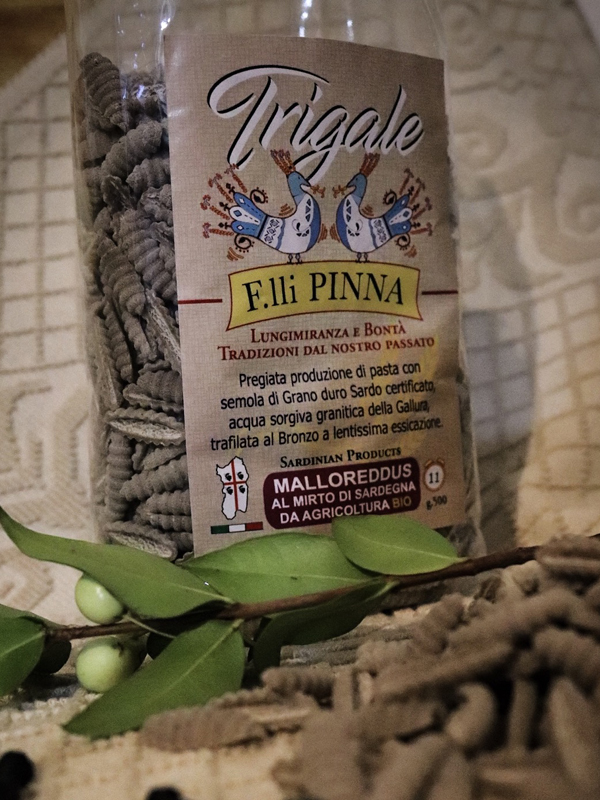 Trigale
F.lli PINNA
LUNGIMIRANZA E BONTÀ
TRADIZIONI DAL NOSTRO PASSATO
Pregiata produzione di pasta con
semola di Grano duro Sardo certificato,
acqua sorgiva granitica della Gallura,
trafilata al Bronzo a lentissima essicazione.
SARDINIAN PRODUCTS
MALLOREDDUS
AL MIRTO DI SARDEGNA
DA AGRICOLTURA BIO
11
g.500